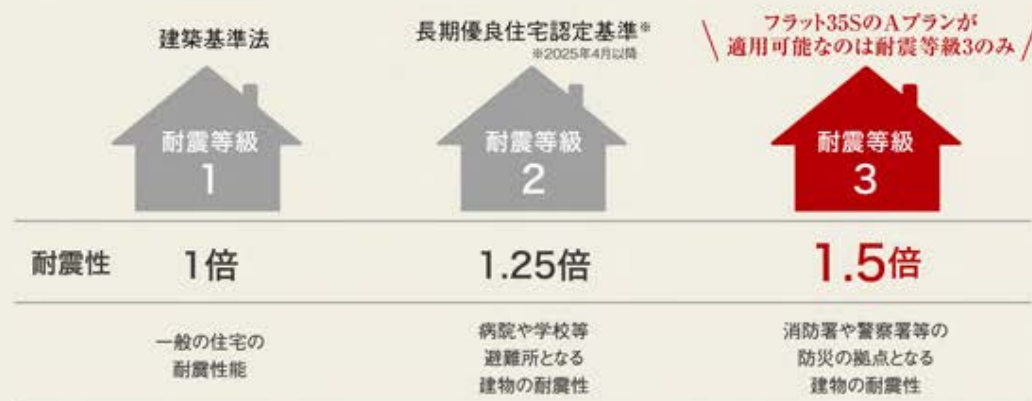 建築基準法
長期優良住宅認定基準※
※2025年4月以降
フラット35SのAプランが
適用可能なのは耐震等級3のみ
耐震等級
1
耐震等級
2
耐震等級
3
耐震性
1倍
1.25倍
1.5倍
一般の住宅の
耐震性能
病院や学校等
避難所となる
建物の耐震性
消防署や警察署等の
防災の拠点となる
建物の耐震性